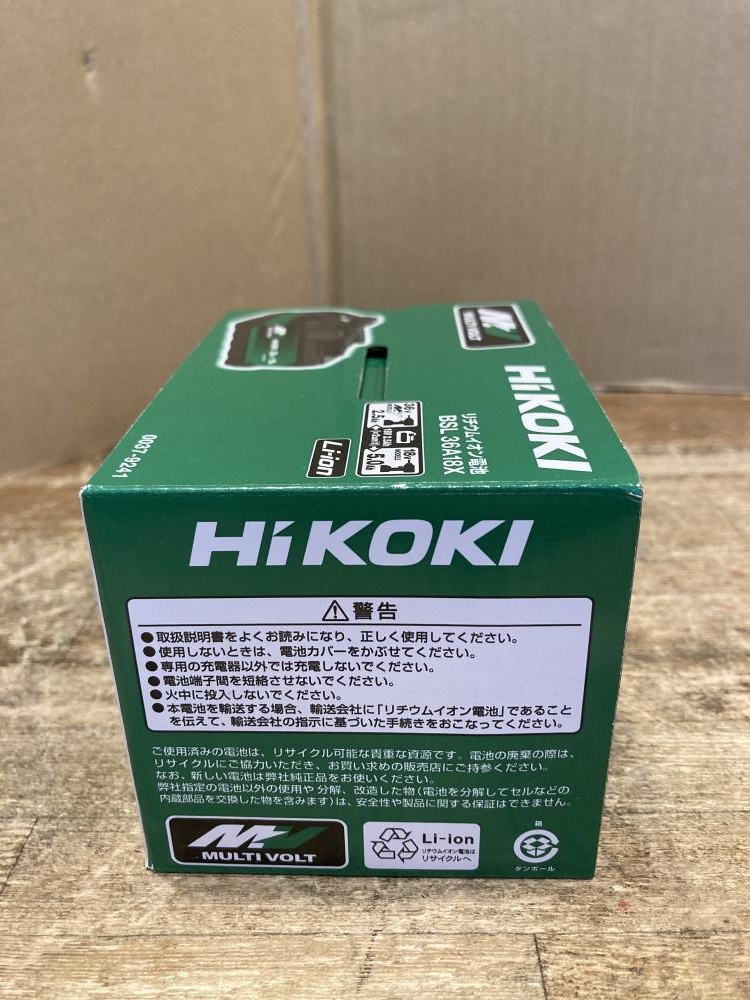 MULTI VOLT
HiKOKI
リチウムイオン電池
BSL 36A18X
Li-ion
0037-9241
HiKOKI
⚠警告
●取扱説明書をよくお読みになり、正しく使用してください。
●使用しないときは、電池カバーをかぶせてください。
●専用の充電器以外では充電しないでください。
●電池端子間を短絡させないでください。
●火中に投入しないでください。
●本電池を輸送する場合、輸送会社に「リチウムイオン電池」であること
を伝えて、輸送会社の指示に基づいた手続きをおこなってください。
ご使用済みの電池は、リサイクル可能な貴重な資源です。電池の廃棄の際は、
リサイクルにご協力いただき、お買い求めの販売店にご持参ください。
なお、新しい電池は弊社純正品をお使いください。
弊社指定の電池以外の使用や分解、改造した物(電池を分解してセルなどの
内蔵部品を交換した物を含みます)は、安全性や製品に関する保証はできません。
MV
MULTI VOLT
Li-ion
リチウムイオン電池は
リサイクルへ
箱
ダンボール